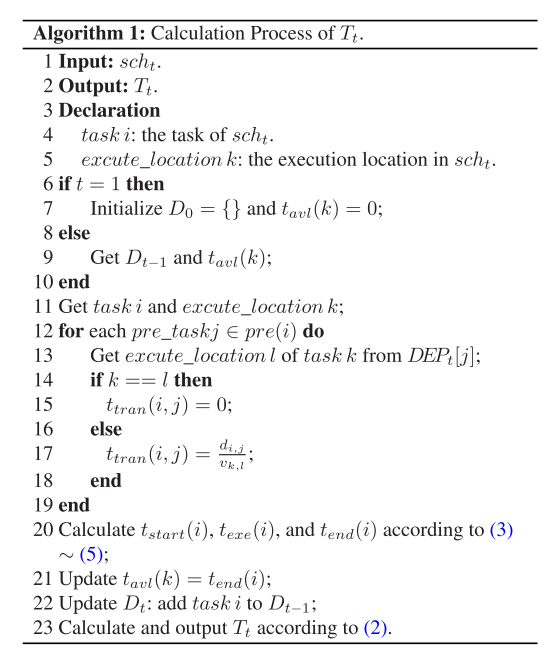 Algorithm 1: Calculation Process of $T_t$.
1 Input: $sch_t$.
2 Output: $T_t$.
3 Declaration
4 $task\,i$: the task of $sch_t$.
5 $excute\_location\,k$: the execution location in $sch_t$.
6 if $t = 1$ then
7 Initialize $D_0 = \{\}$ and $t_{avl}(k) = 0$;
8 else
9 Get $D_{t-1}$ and $t_{avl}(k)$;
10 end
11 Get $task\,i$ and $excute\_location\,k$;
12 for each $pre\_taskj \in pre(i)$ do
13 Get $excute\_location\,l$ of $task\,k$ from $DEP_t[j]$;
14 if $k == l$ then
15 $t_{tran}(i, j) = 0$;
16 else
17 $t_{tran}(i, j) = \frac{d_{i,j}}{v_{k,l}}$;
18 end
19 end
20 Calculate $t_{start}(i)$, $t_{exe}(i)$, and $t_{end}(i)$ according to (3)
∼ (5);
21 Update $t_{avl}(k) = t_{end}(i)$;
22 Update $D_t$: add $task\,i$ to $D_{t-1}$;
23 Calculate and output $T_t$ according to (2).